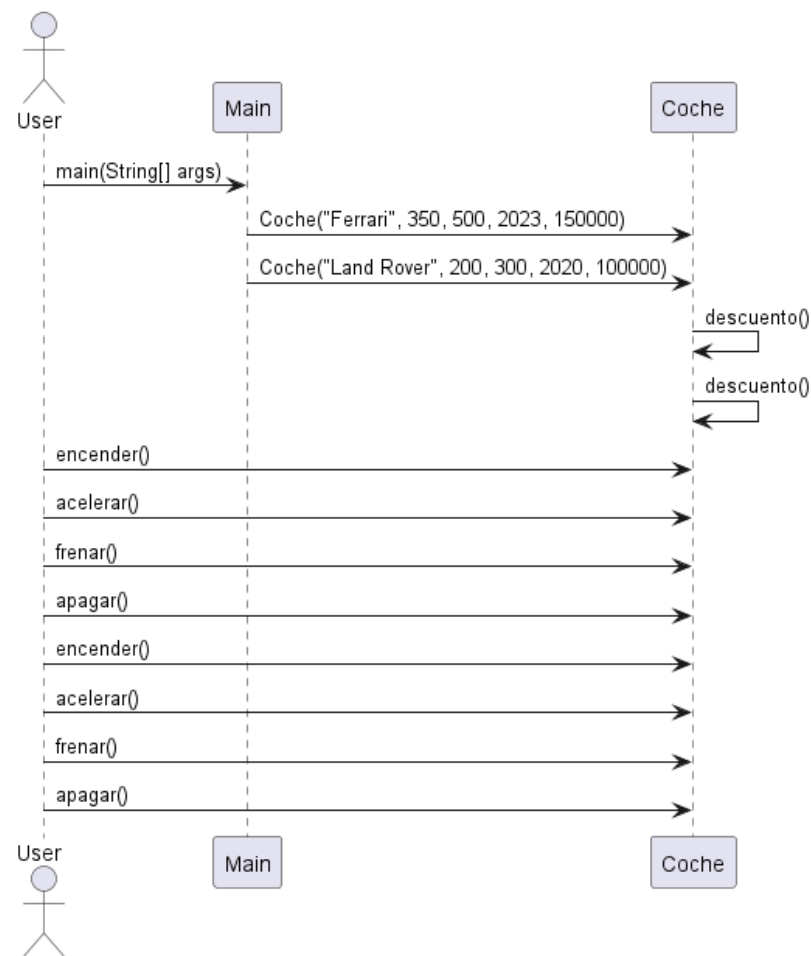 User
Main
Coche
main(String[] args)
Coche("Ferrari", 350, 500, 2023, 150000)
Coche("Land Rover", 200, 300, 2020, 100000)
descuento()
descuento()
encender()
acelerar()
frenar()
apagar()
encender()
acelerar()
frenar()
apagar()
User
Main
Coche